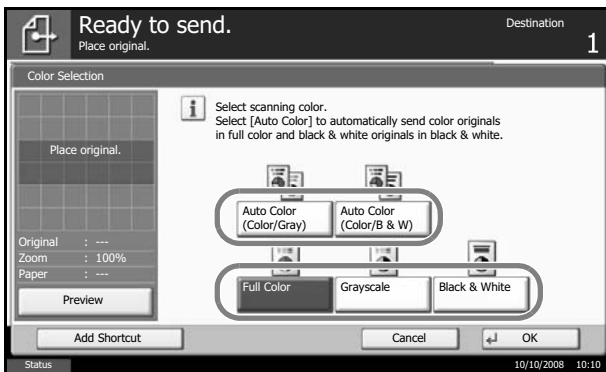 Ready to send.
Destination
Place original.
1
Color Selection
Place original.
Select scanning color.
Select [Auto Color] to automatically send color originals
in full color and black & white originals in black & white.
Auto Color
(Color/Gray)
Auto Color
(Color/B & W)
Original : ---
Zoom : 100%
Paper : ---
Preview
Full Color
Grayscale
Black & White
Add Shortcut
Cancel
OK
Status
10/10/2008 10:10